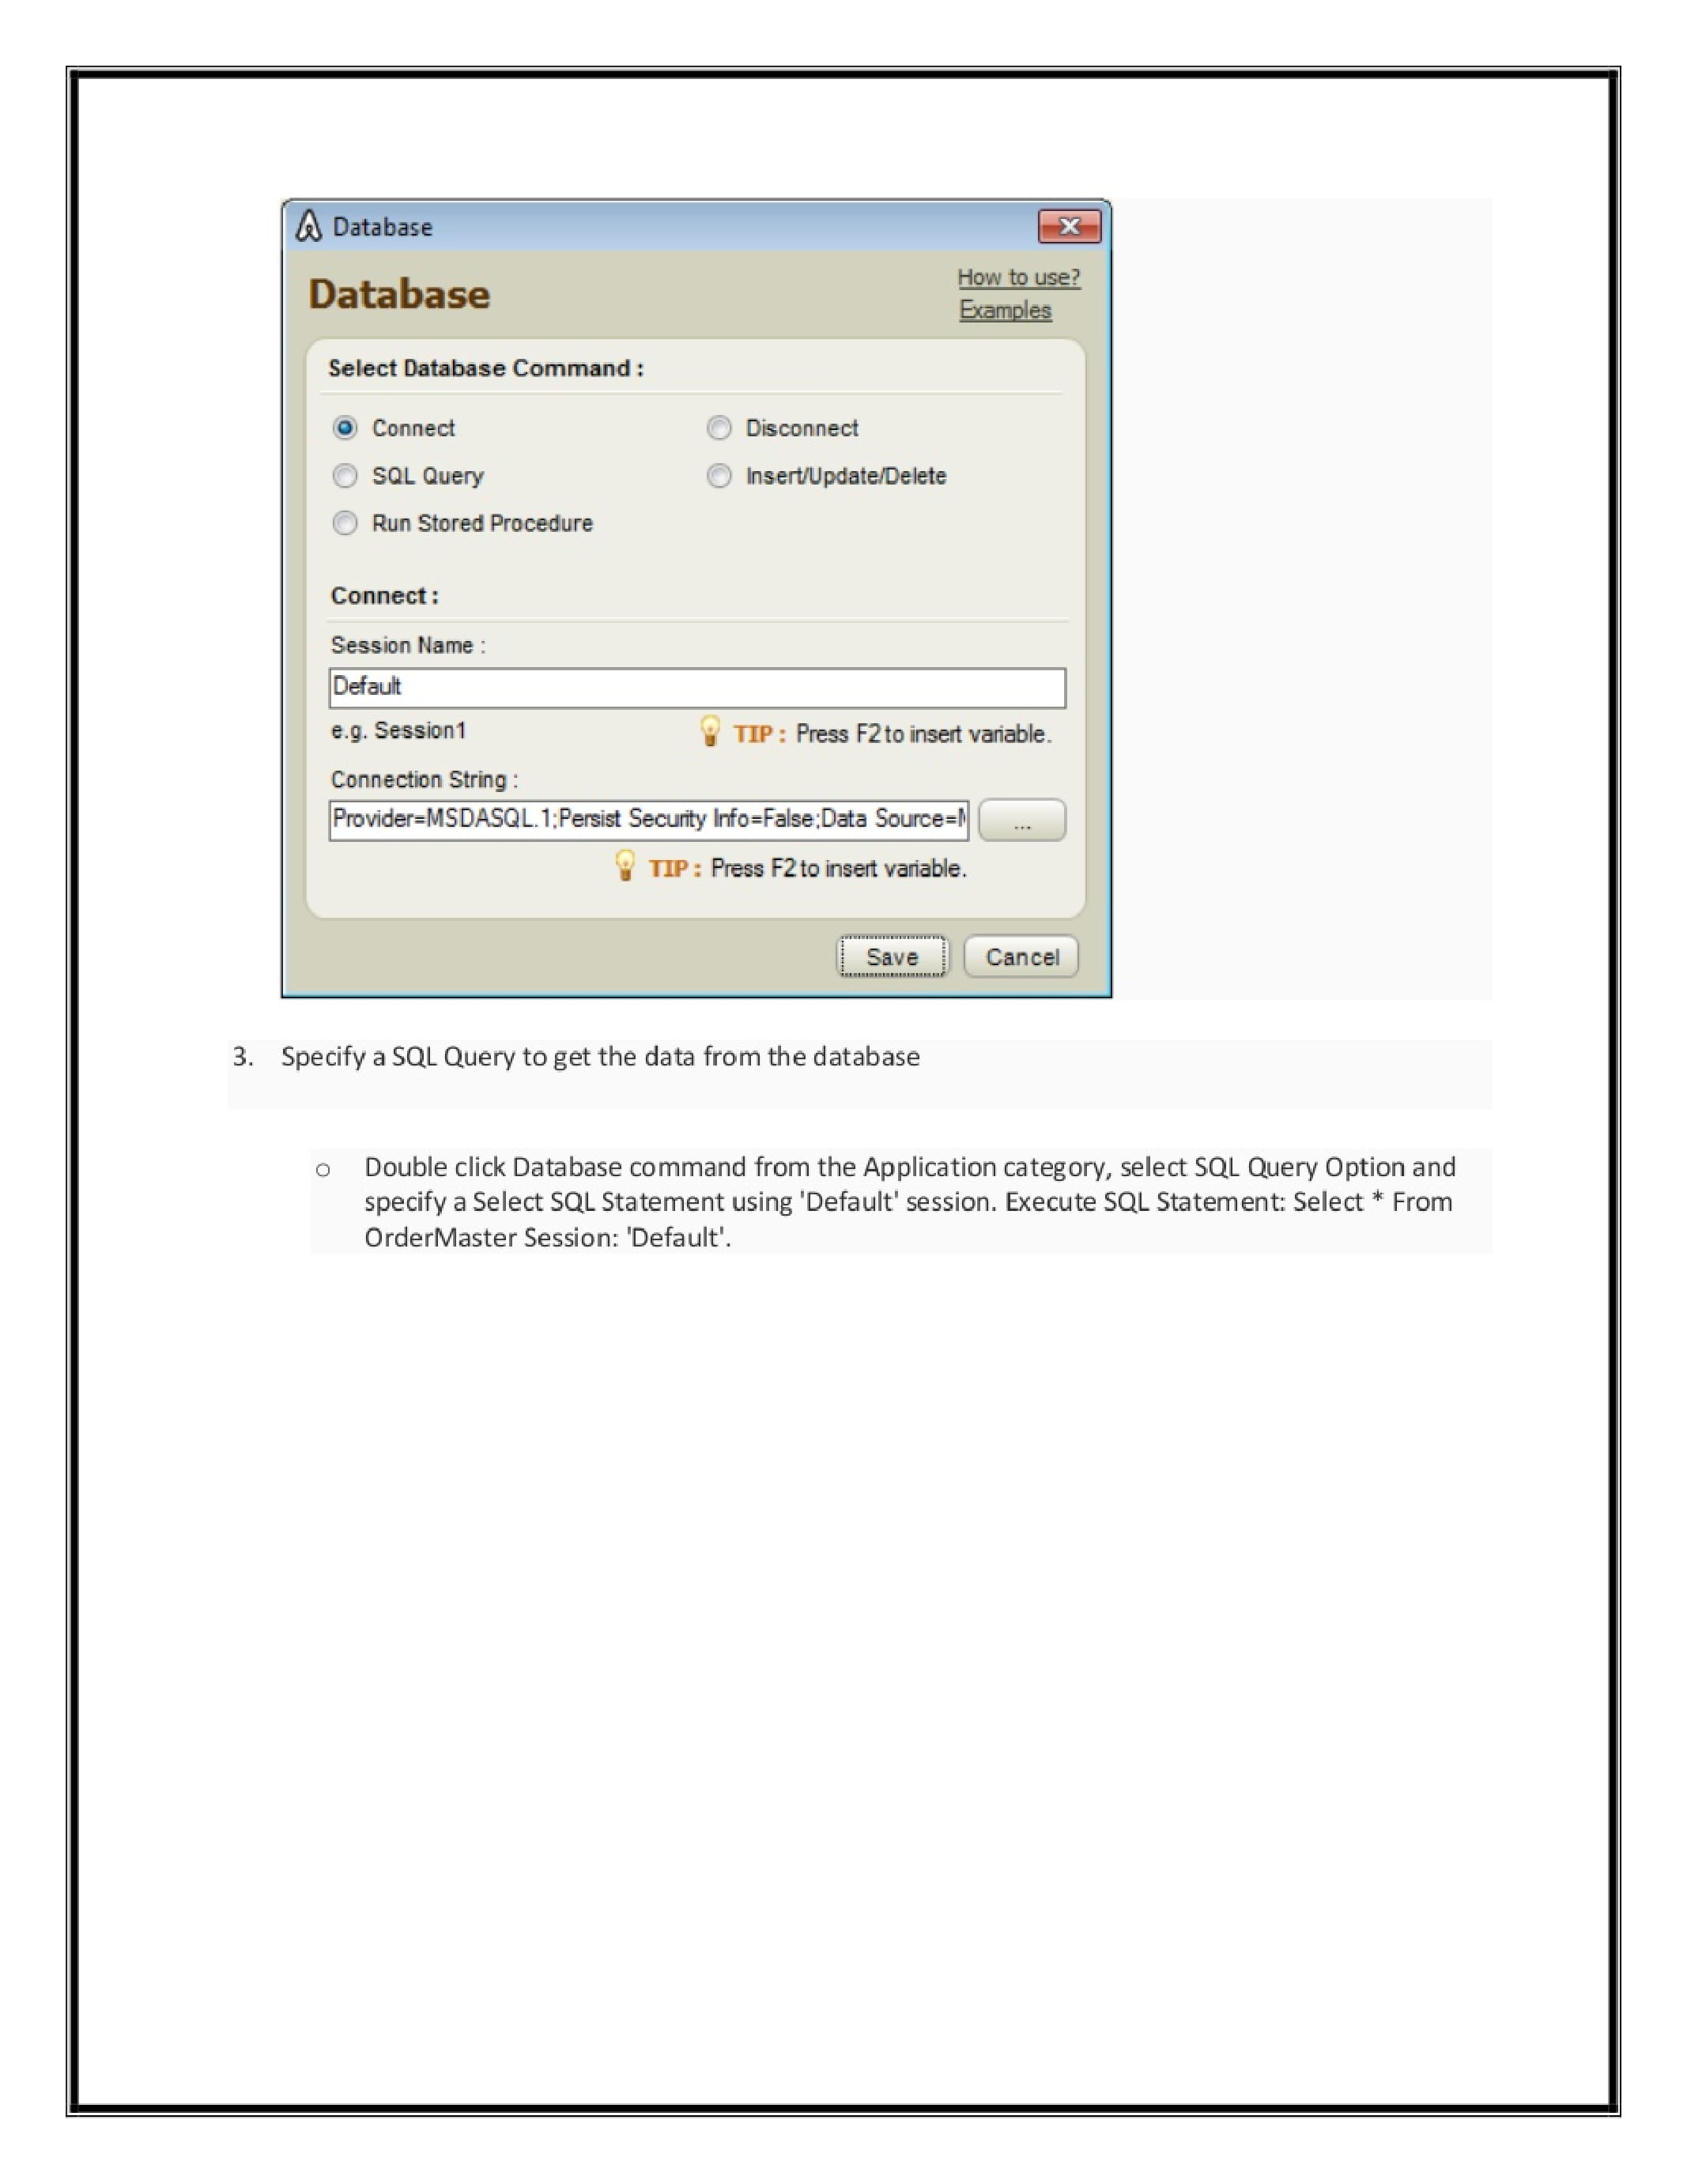 Database
Database
How to use?
Examples
Select Database Command :
Connect
Disconnect
SQL Query
Insert/Update/Delete
Run Stored Procedure
Connect :
Session Name :
Default
e.g. Session1
TIP : Press F2 to insert variable.
Connection String :
Provider=MSDASQL.1;Persist Security Info=False;Data Source=
...
TIP : Press F2 to insert variable.
Save
Cancel
3. Specify a SQL Query to get the data from the database
o Double click Database command from the Application category, select SQL Query Option and
specify a Select SQL Statement using 'Default' session. Execute SQL Statement: Select * From
OrderMaster Session: 'Default'.